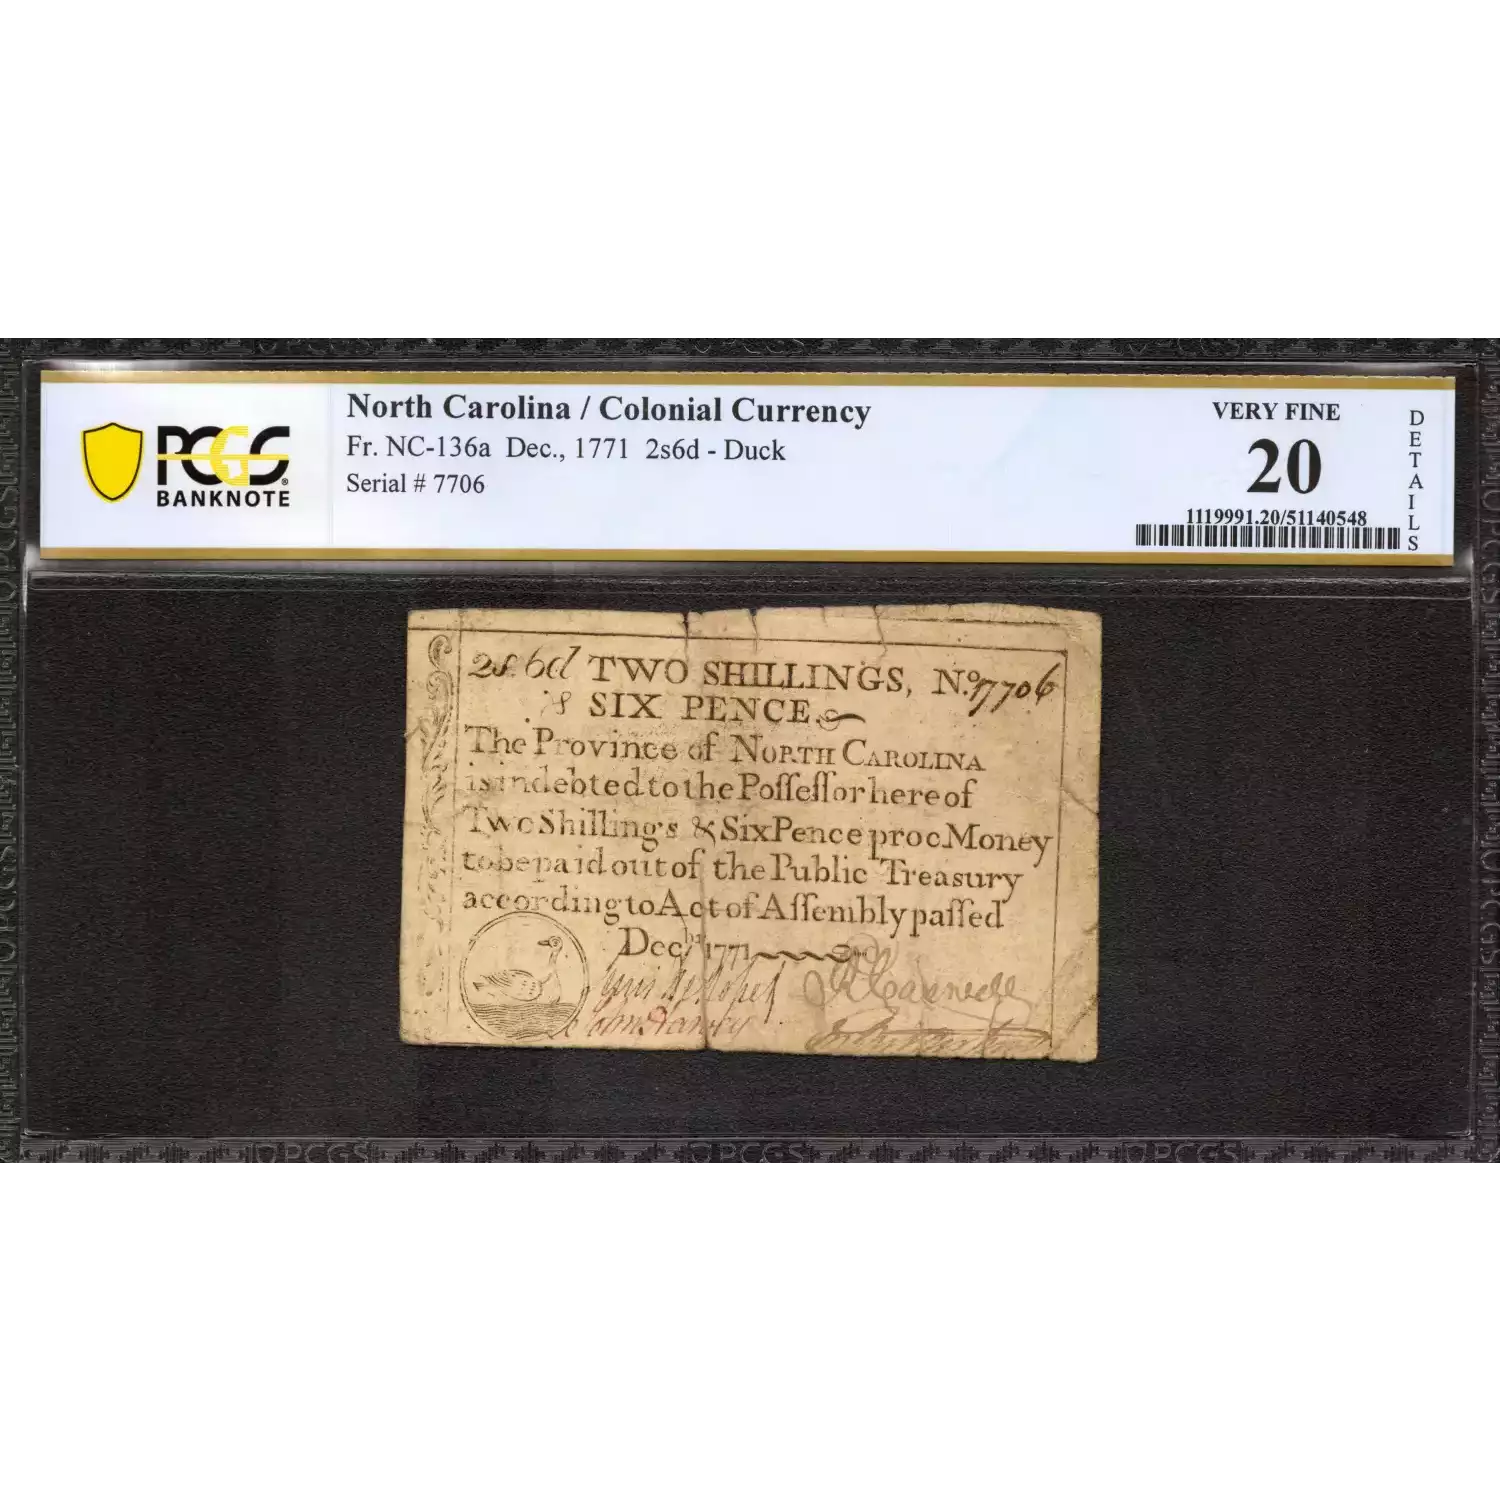 PCGS
BANKNOTE
North Carolina / Colonial Currency
Fr. NC-136a Dec., 1771 2s6d - Duck
Serial # 7706
VERY FINE
20
1119991.20/51140548
DETAILS
2s. 6d TWO SHILLINGS, No. 7706
& SIX PENCE.
The Province of NORTH CAROLINA
is indebted to the Poſſeſſor here of
Two Shilling's & Six Pence proc Money
to be paid out of the Public Treasury
according to Act of Aſſembly paſſed
Decbr 1771